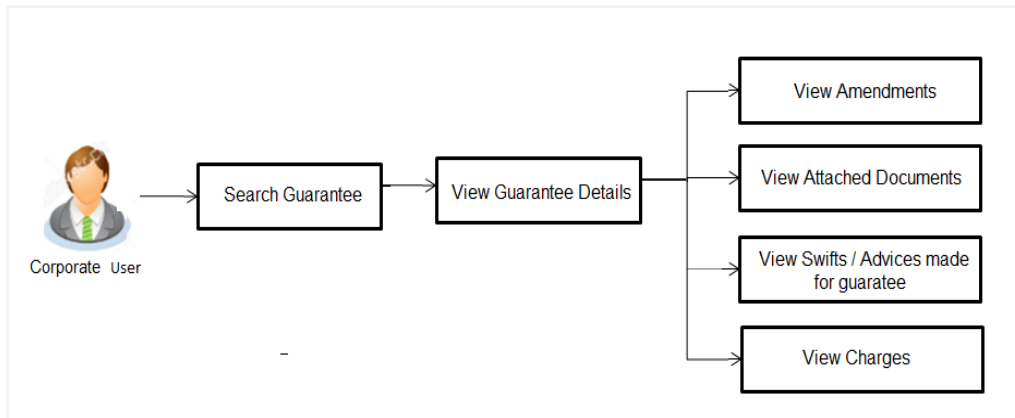 View Amendments
Search Guarantee
View Guarantee Details
View Attached Documents
Corporate User
View Swifts / Advices made
for guaratee
View Charges